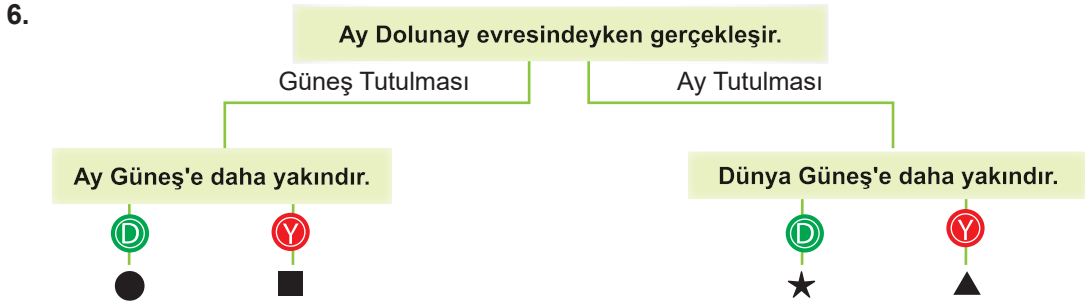 6.
Ay Dolunay evresindeyken gerçekleşir.
Güneş Tutulması
Ay Tutulması
Ay Güneş'e daha yakındır.
Dünya Güneş'e daha yakındır.
D
Y
D
Y